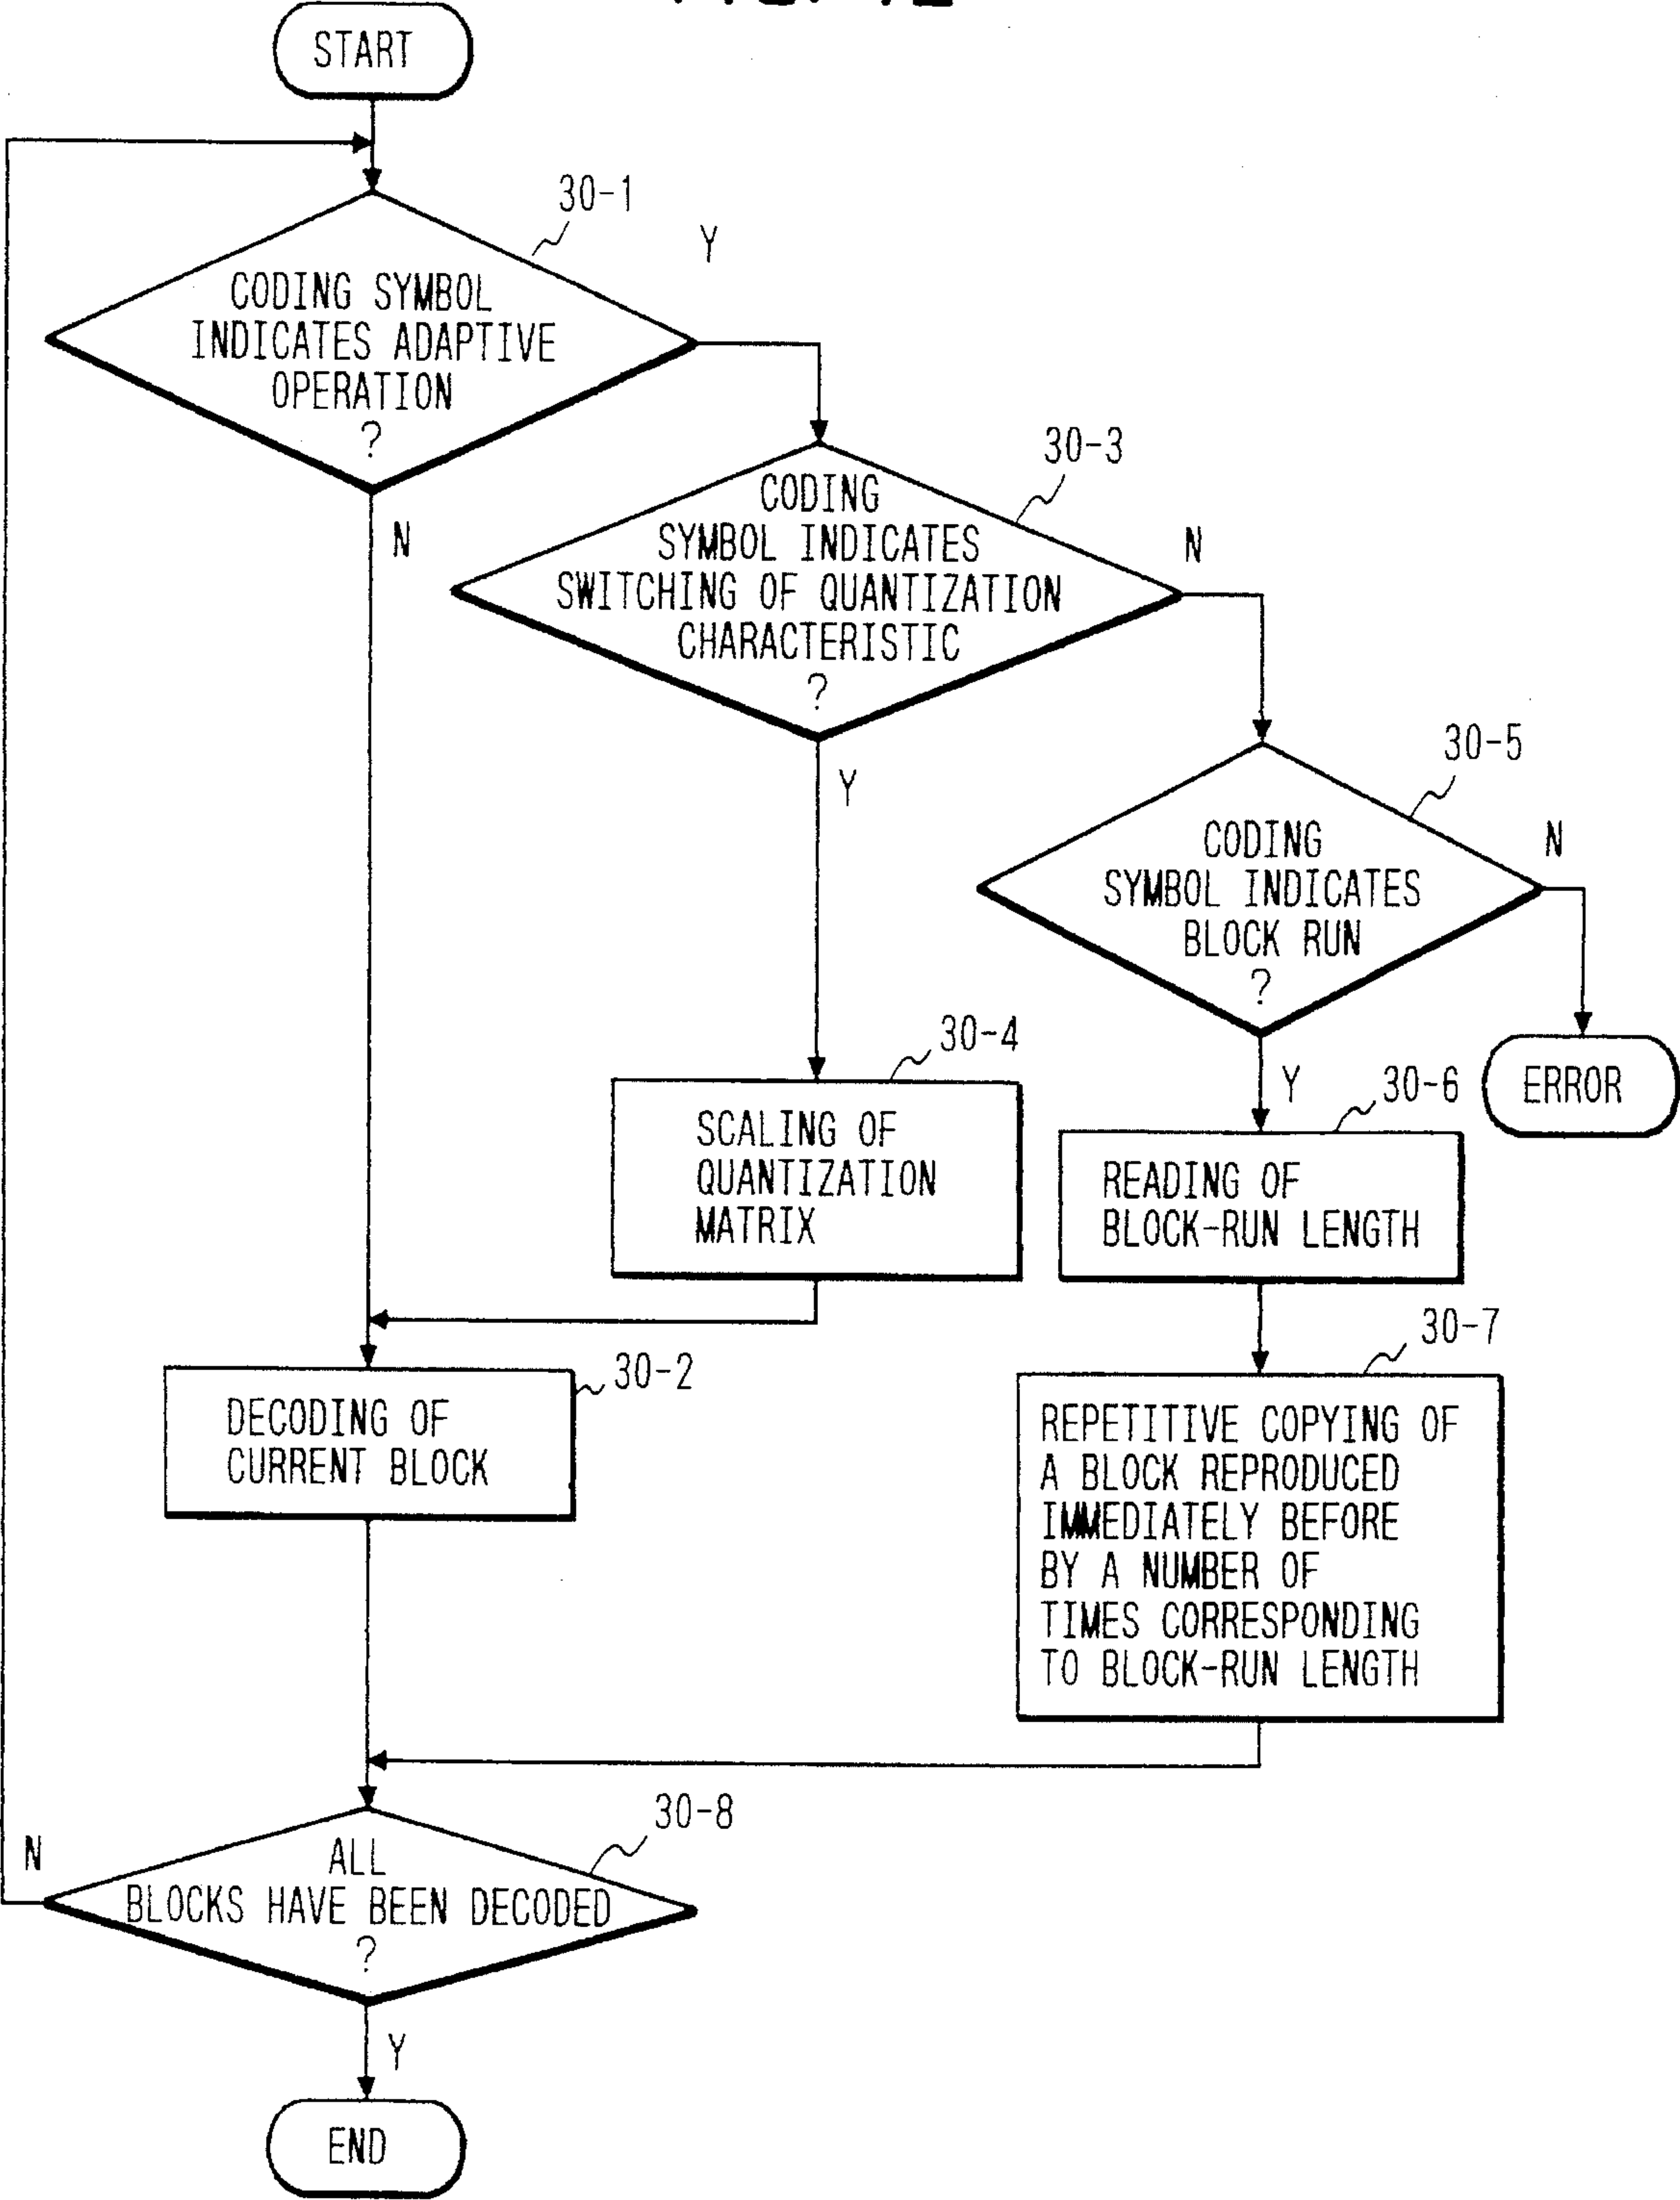 START
30-1
Y
CODING SYMBOL
INDICATES ADAPTIVE
OPERATION
?
N
30-3
CODING
SYMBOL INDICATES
SWITCHING OF QUANTIZATION
CHARACTERISTIC
?
N
Y
30-5
CODING
SYMBOL INDICATES
BLOCK RUN
?
N
ERROR
Y
30-4
SCALING OF
QUANTIZATION
MATRIX
30-6
READING OF
BLOCK-RUN LENGTH
30-2
DECODING OF
CURRENT BLOCK
30-7
REPETITIVE COPYING OF
A BLOCK REPRODUCED
IMMEDIATELY BEFORE
BY A NUMBER OF
TIMES CORRESPONDING
TO BLOCK-RUN LENGTH
30-8
N
ALL
BLOCKS HAVE BEEN DECODED
?
Y
END